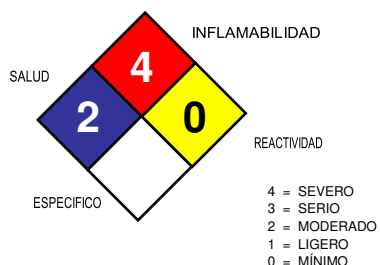 INFLAMABILIDAD
4
SALUD
2
0
REACTIVIDAD
ESPECIFICO
4 = SEVERO
3 = SERIO
2 = MODERADO
1 = LIGERO
0 = MÍNIMO